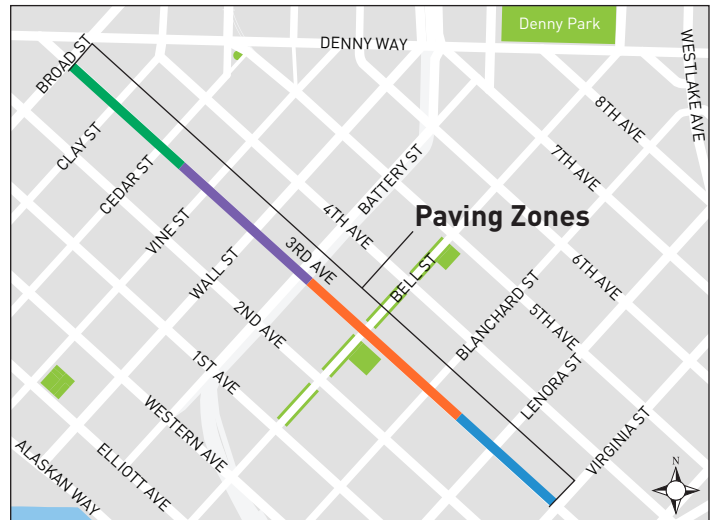 Denny Park
DENNY WAY
BROAD ST
WESTLAKE AVE
8TH AVE
CLAY ST
7TH AVE
CEDAR ST
BATTERY ST
4TH AVE
Paving Zones
VINE ST
3RD AVE
WALL ST
BELL ST
6TH AVE
2ND AVE
BLANCHARD ST
5TH AVE
1ST AVE
LENORA ST
WESTERN AVE
VIRGINIA ST
ELLIOTT AVE
ALASKAN WAY
N